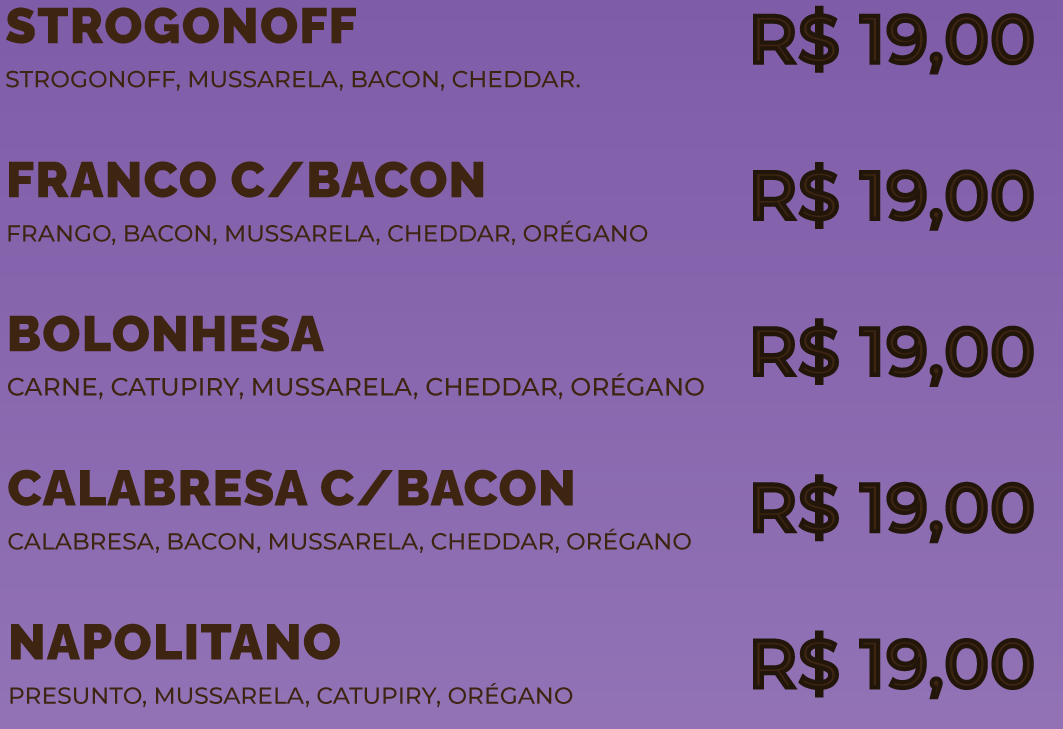 STROGONOFF R$ 19,00
STROGONOFF, MUSSARELA, BACON, CHEDDAR.
FRANCO C/BACON R$ 19,00
FRANGO, BACON, MUSSARELA, CHEDDAR, ORÉGANO
BOLONHESA R$ 19,00
CARNE, CATUPIRY, MUSSARELA, CHEDDAR, ORÉGANO
CALABRESA C/BACON R$ 19,00
CALABRESA, BACON, MUSSARELA, CHEDDAR, ORÉGANO
NAPOLITANO R$ 19,00
PRESUNTO, MUSSARELA, CATUPIRY, ORÉGANO